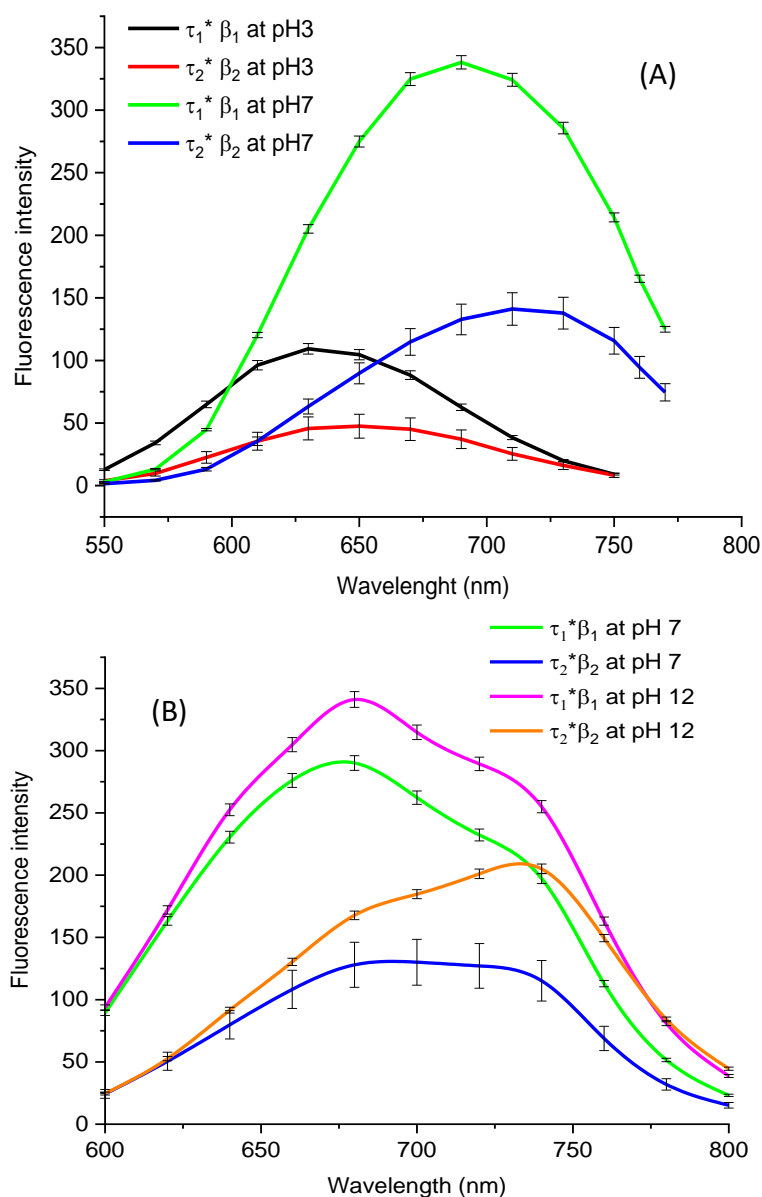 τ₁* β₁ at pH3
τ₂* β₂ at pH3
τ₁* β₁ at pH7
τ₂* β₂ at pH7
(A)
350
300
250
200
150
100
50
0
Fluorescence intensity
550 600 650 700 750 800
Wavelenght (nm)
τ₁*β₁ at pH 7
τ₂*β₂ at pH 7
τ₁*β₁ at pH 12
τ₂*β₂ at pH 12
(B)
350
300
250
200
150
100
50
0
Fluorescence intensity
600 650 700 750 800
Wavelength (nm)